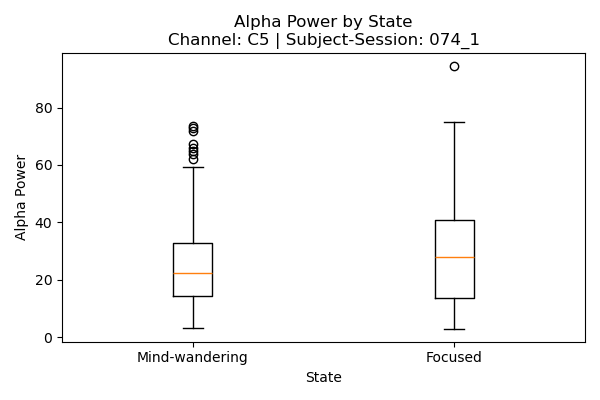 Alpha Power by State
Channel: C5 | Subject-Session: 074_1
Alpha Power
80
60
40
20
0
Mind-wandering
Focused
State